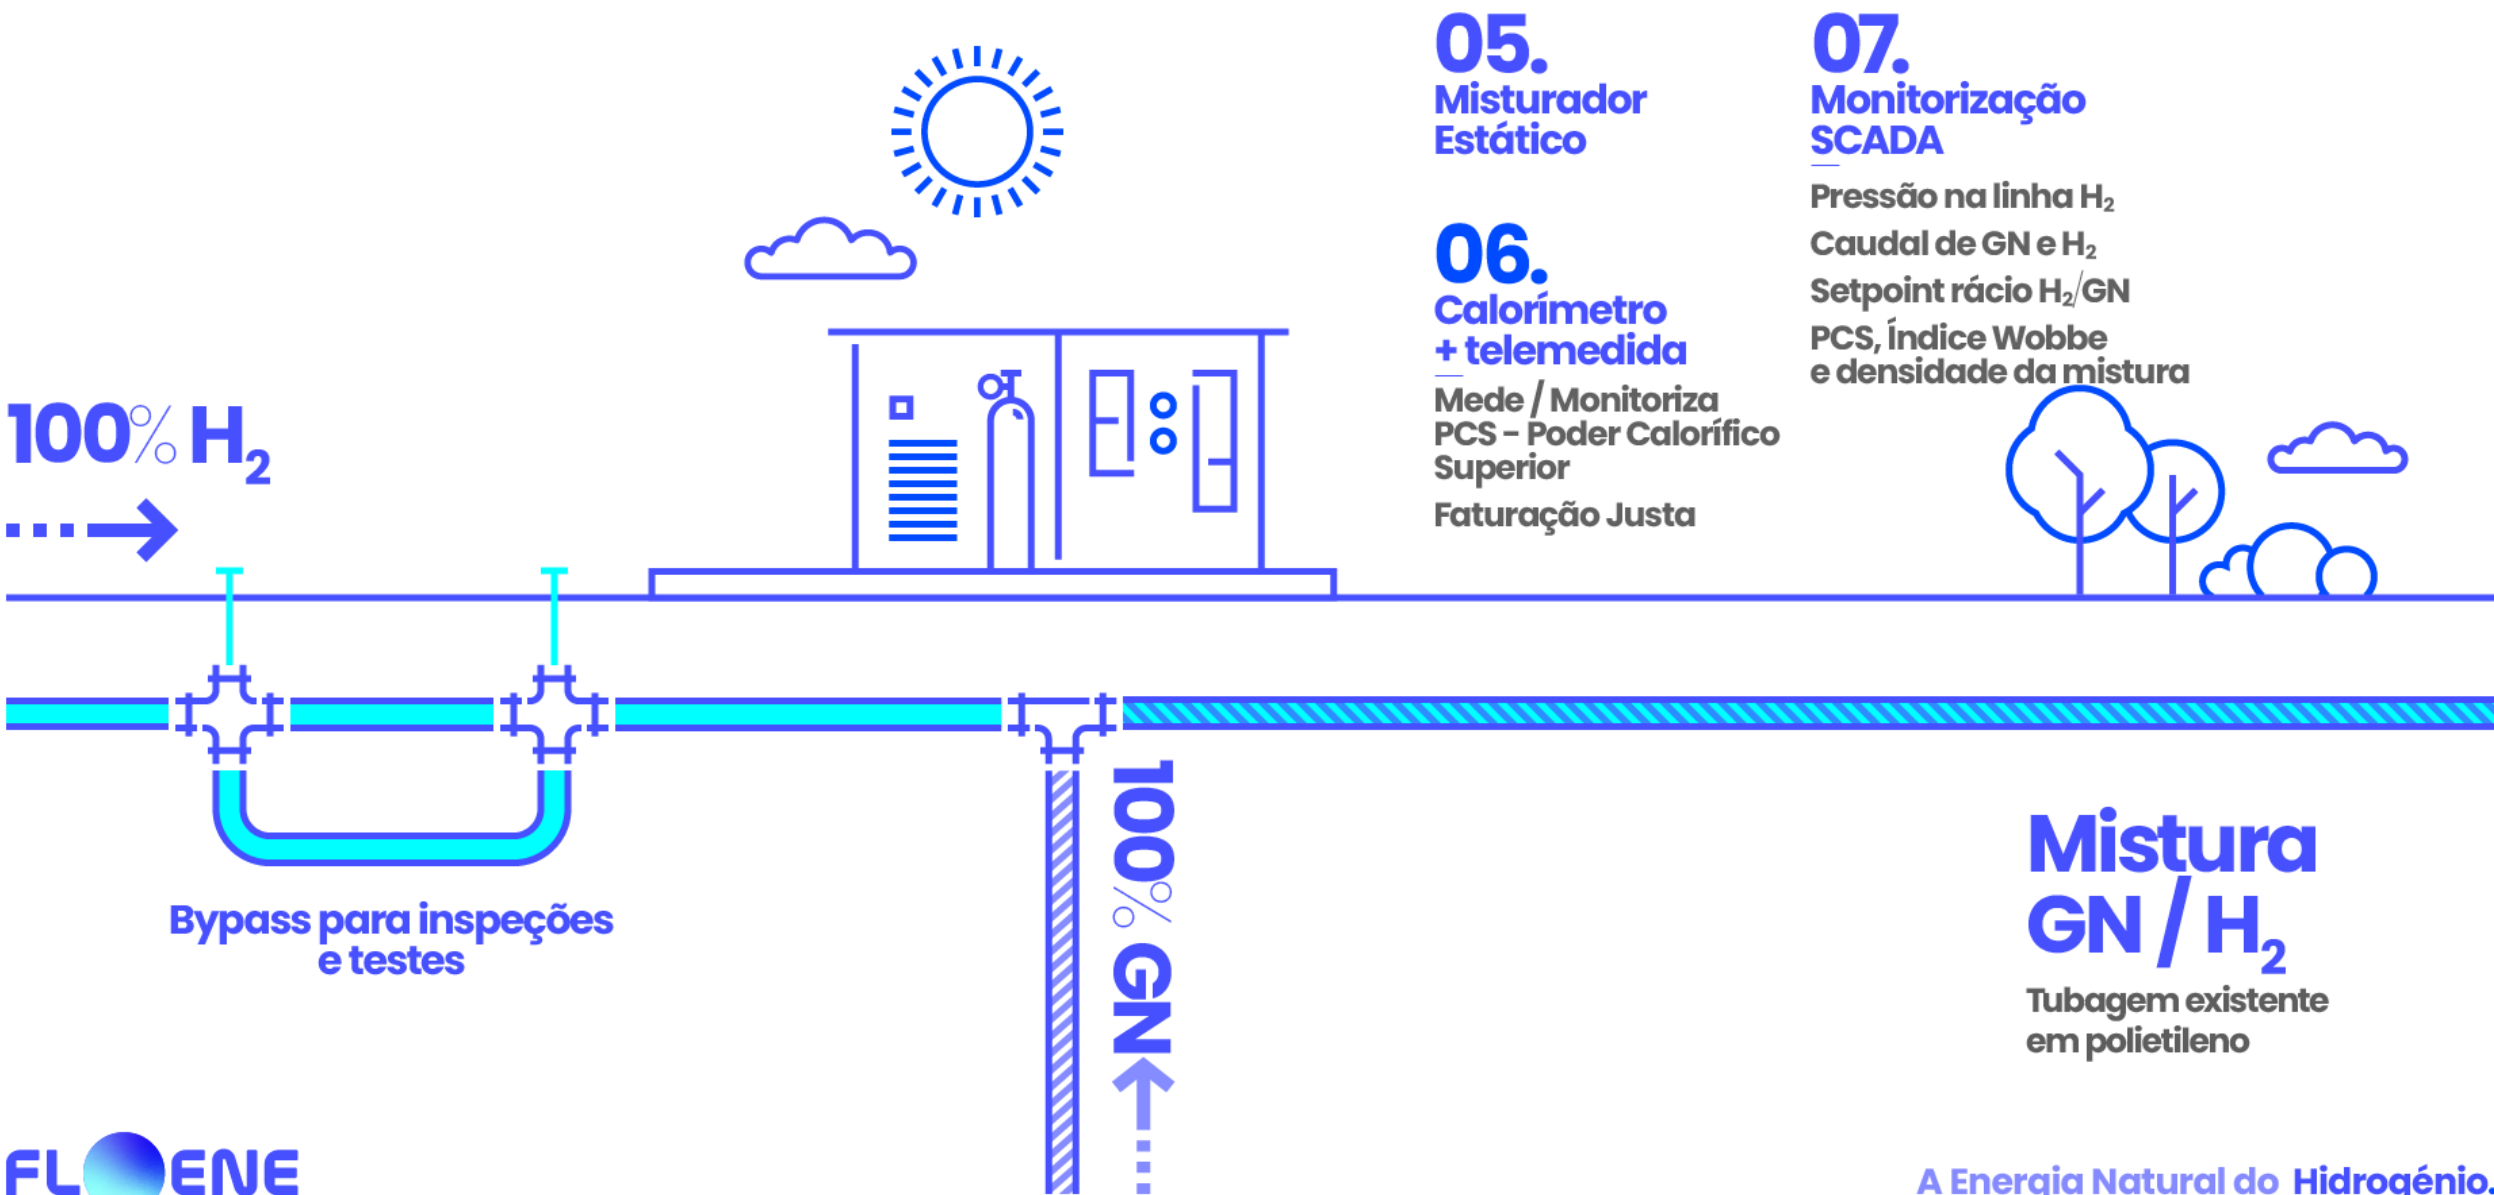 05.
Misturador
Estático
06.
Calorímetro
+ telemedida
Mede / Monitoriza
PCS – Poder Calorífico
Superior
Faturação Justa
07.
Monitorização
SCADA
Pressão na linha H₂
Caudal de GN e H₂
Setpoint rácio H₂/GN
PCS, Índice Wobbe
e densidade da mistura
100% H₂
Bypass para inspeções
e testes
100% GN
Mistura
GN / H₂
Tubagem existente
em polietileno
FLOENE
A Energia Natural do Hidrogénio.